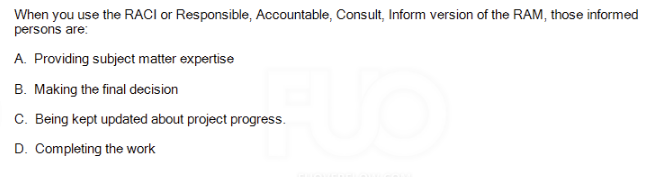 When you use the RACI or Responsible, Accountable, Consult, Inform version of the RAM, those informed
persons are:
A. Providing subject matter expertise
B. Making the final decision
C. Being kept updated about project progress.
D. Completing the work
FUO